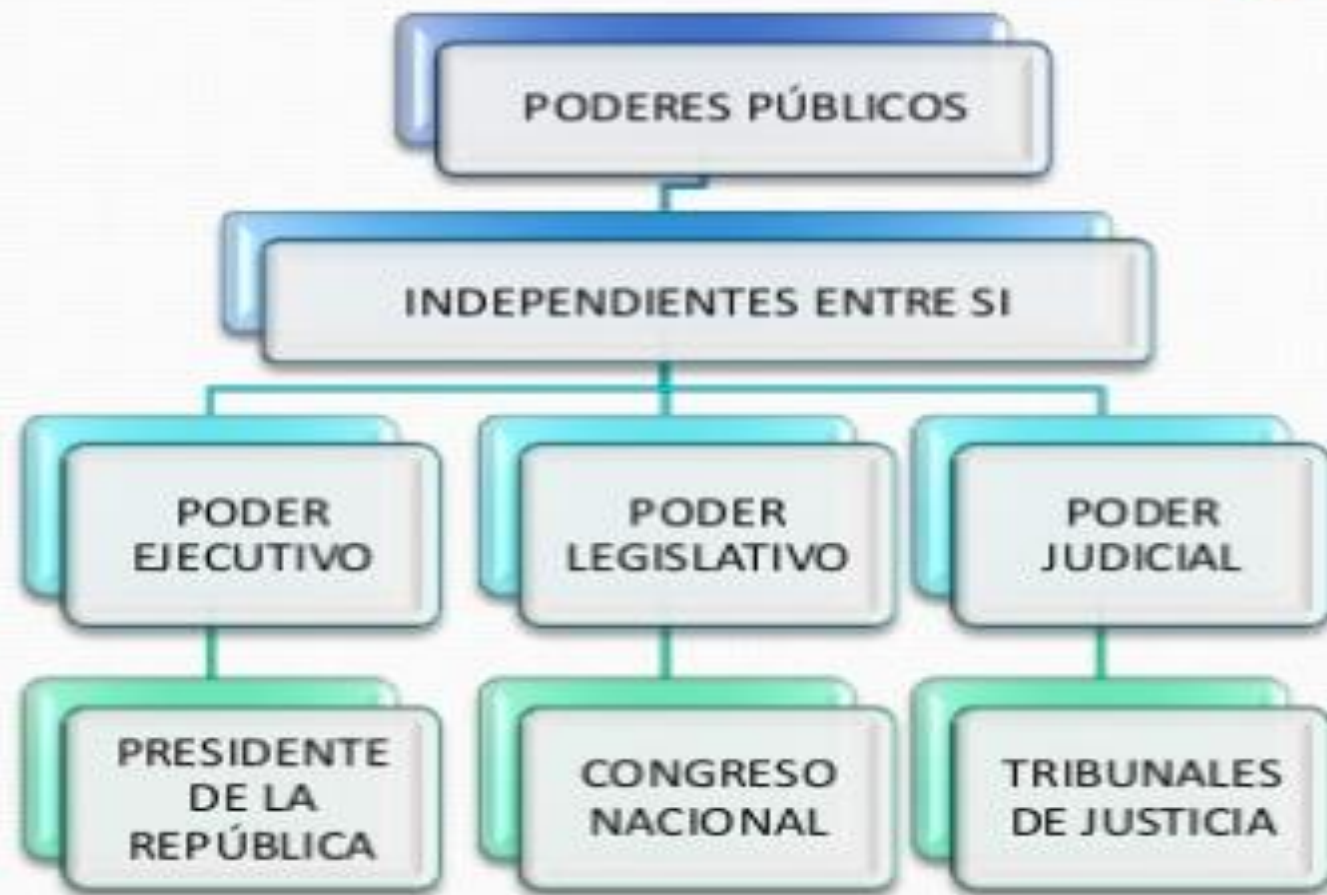 PODERES PÚBLICOS
INDEPENDIENTES ENTRE SI
PODER
EJECUTIVO
PODER
LEGISLATIVO
PODER
JUDICIAL
PRESIDENTE
DE LA
REPÚBLICA
CONGRESO
NACIONAL
TRIBUNALES
DE JUSTICIA